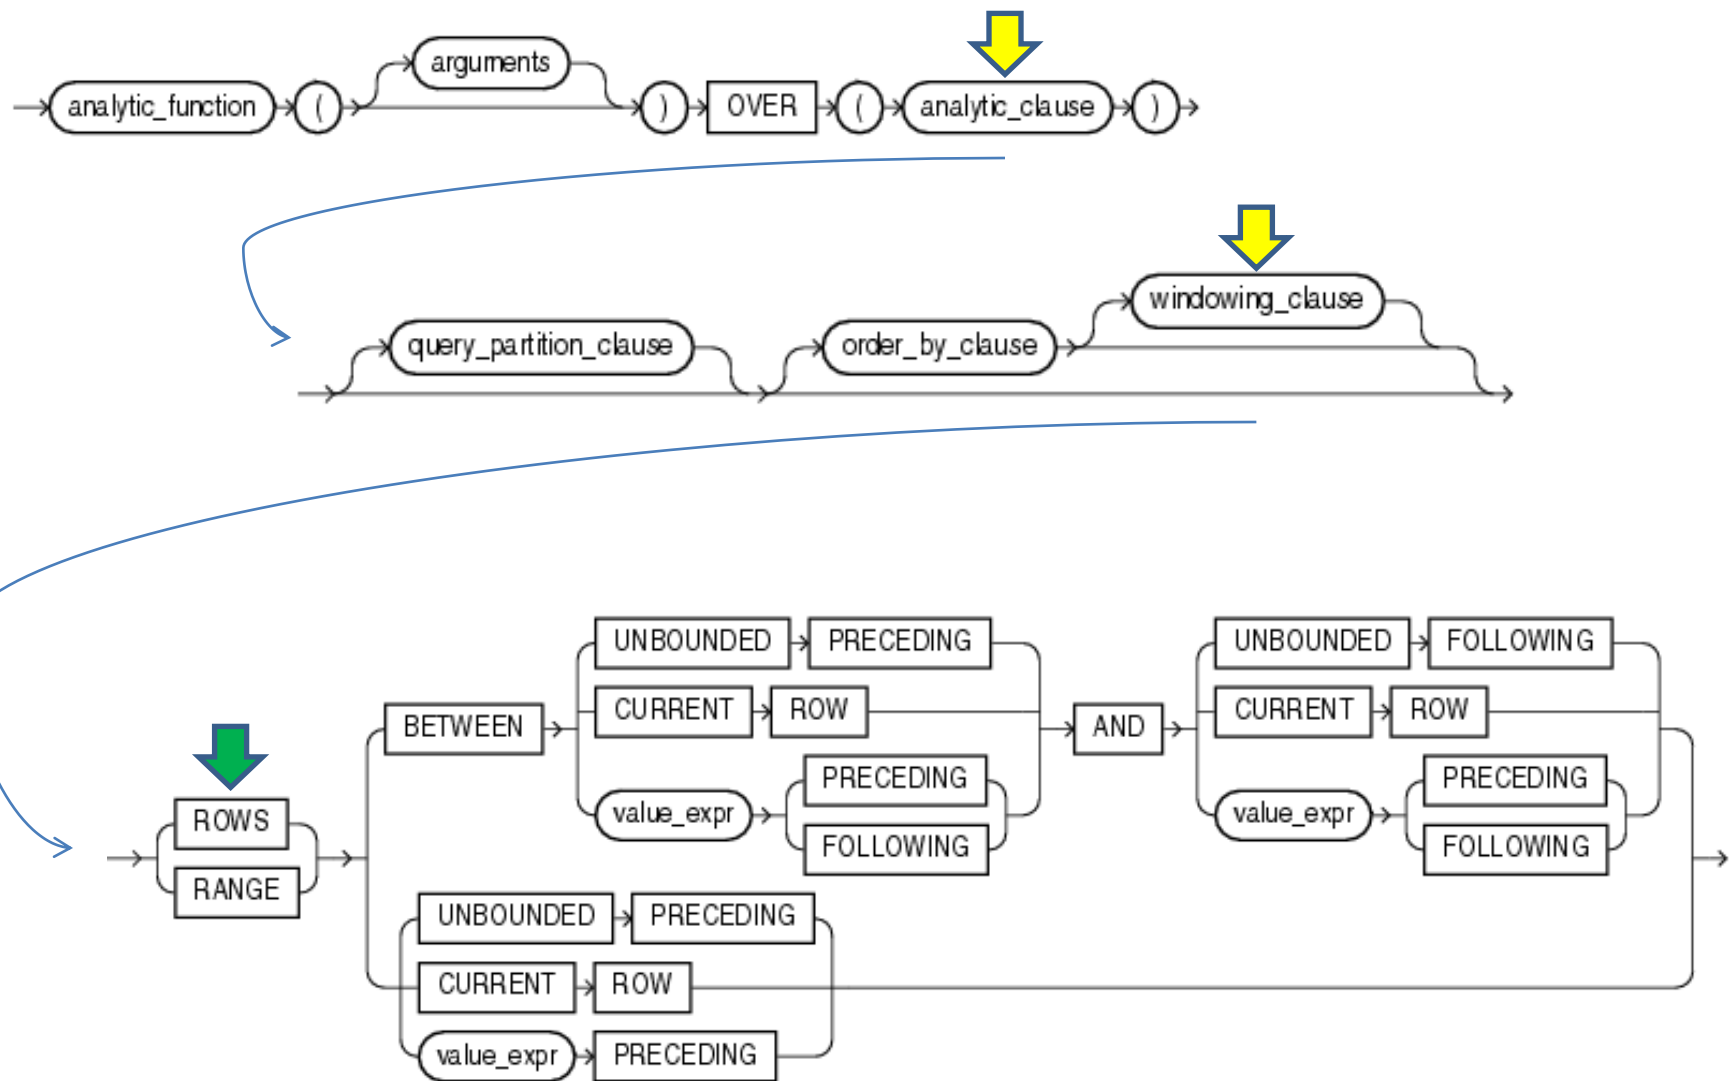 arguments
analytic_function ( ) OVER ( analytic_clause )
windowing_clause
query_partition_clause order_by_clause
UNBOUNDED PRECEDING UNBOUNDED FOLLOWING
CURRENT ROW CURRENT ROW
BETWEEN AND
PRECEDING PRECEDING
value_expr value_expr
ROWS
FOLLOWING FOLLOWING
RANGE
UNBOUNDED PRECEDING
CURRENT ROW
value_expr PRECEDING